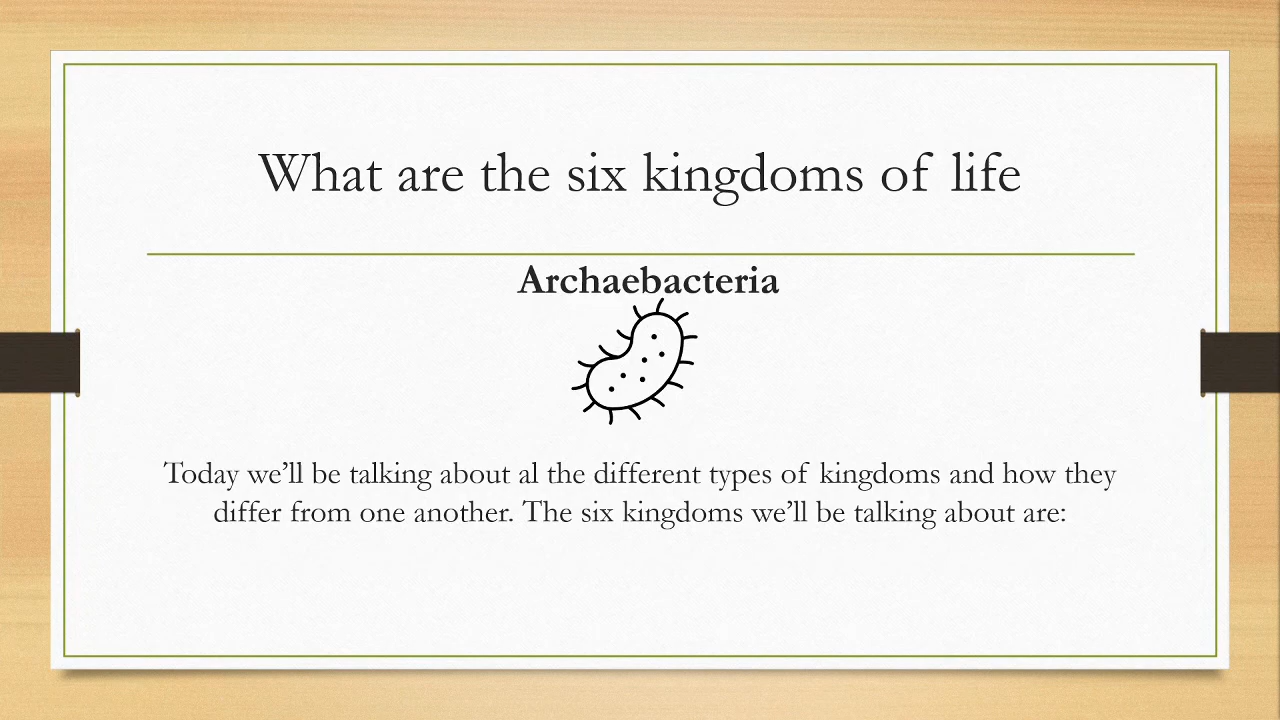 What are the six kingdoms of life
Archaebacteria
Today we’ll be talking about al the different types of kingdoms and how they
differ from one another. The six kingdoms we’ll be talking about are: